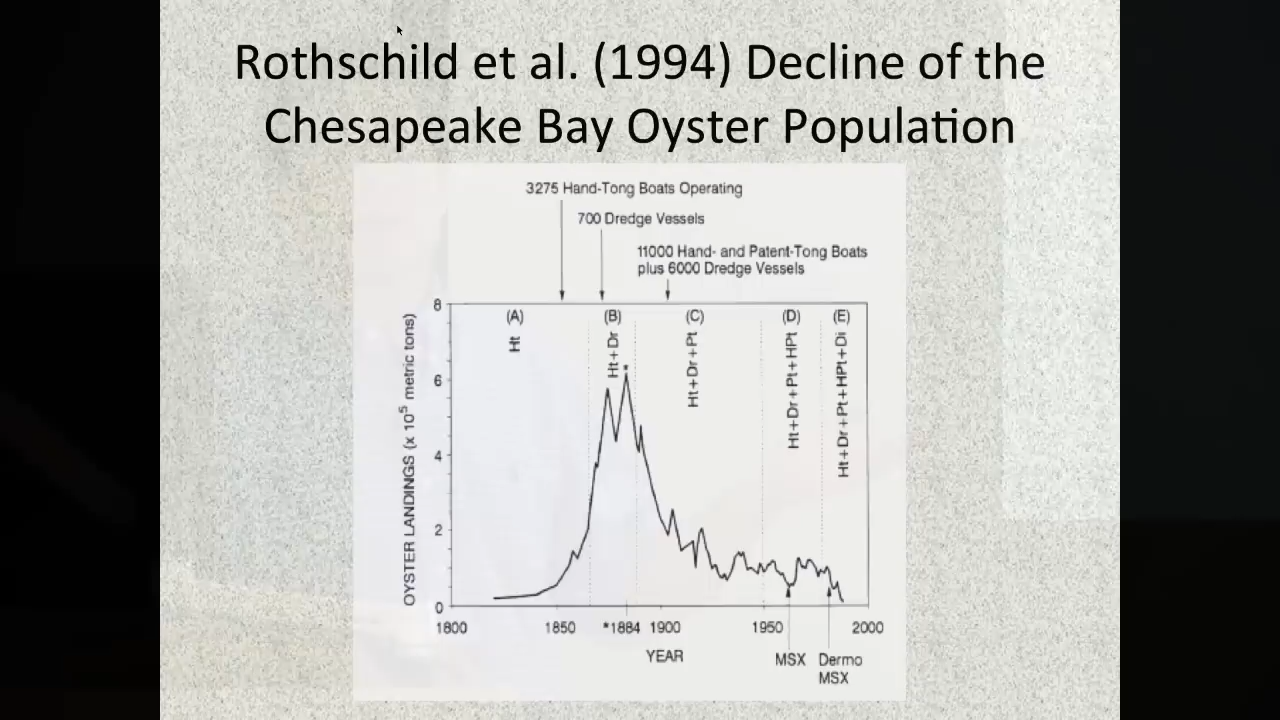 Rothschild et al. (1994) Decline of the
Chesapeake Bay Oyster Population
3275 Hand-Tong Boats Operating
700 Dredge Vessels
11000 Hand- and Patent-Tong Boats
plus 6000 Dredge Vessels
8
6
4
2
0
OYSTER LANDINGS (x 10⁵ metric tons)
(A)
Ht
(B)
Ht+Dr
*
(C)
Ht+Dr+Pt
(D)
Ht+Dr+Pt+HPt
(E)
Ht+Dr+Pt+HPt+Di
1800 1850 *1884 1900 1950 2000
YEAR
MSX
Dermo
MSX